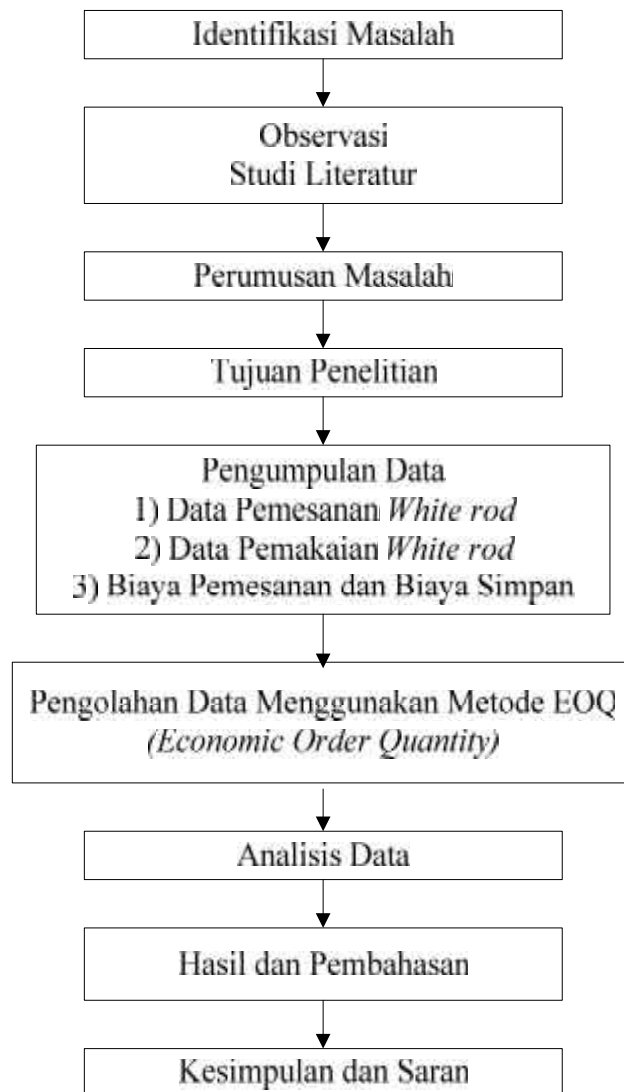 Identifikasi Masalah
Observasi
Studi Literatur
Perumusan Masalah
Tujuan Penelitian
Pengumpulan Data
1) Data Pemesanan White rod
2) Data Pemakaian White rod
3) Biaya Pemesanan dan Biaya Simpan
Pengolahan Data Menggunakan Metode EOQ
(Economic Order Quantity)
Analisis Data
Hasil dan Pembahasan
Kesimpulan dan Saran